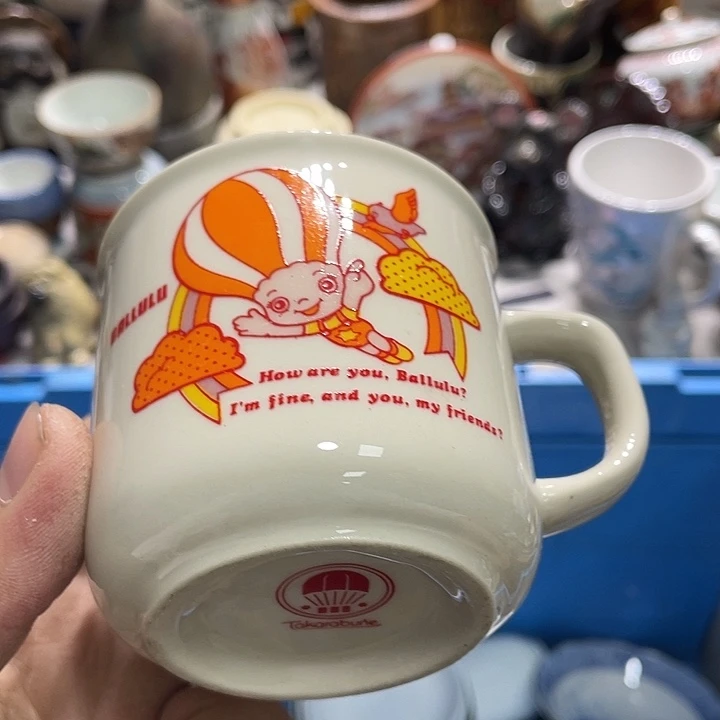 BALLULU
How are you, Ballulu?
I'm fine, and you, my friends?
Takarabune